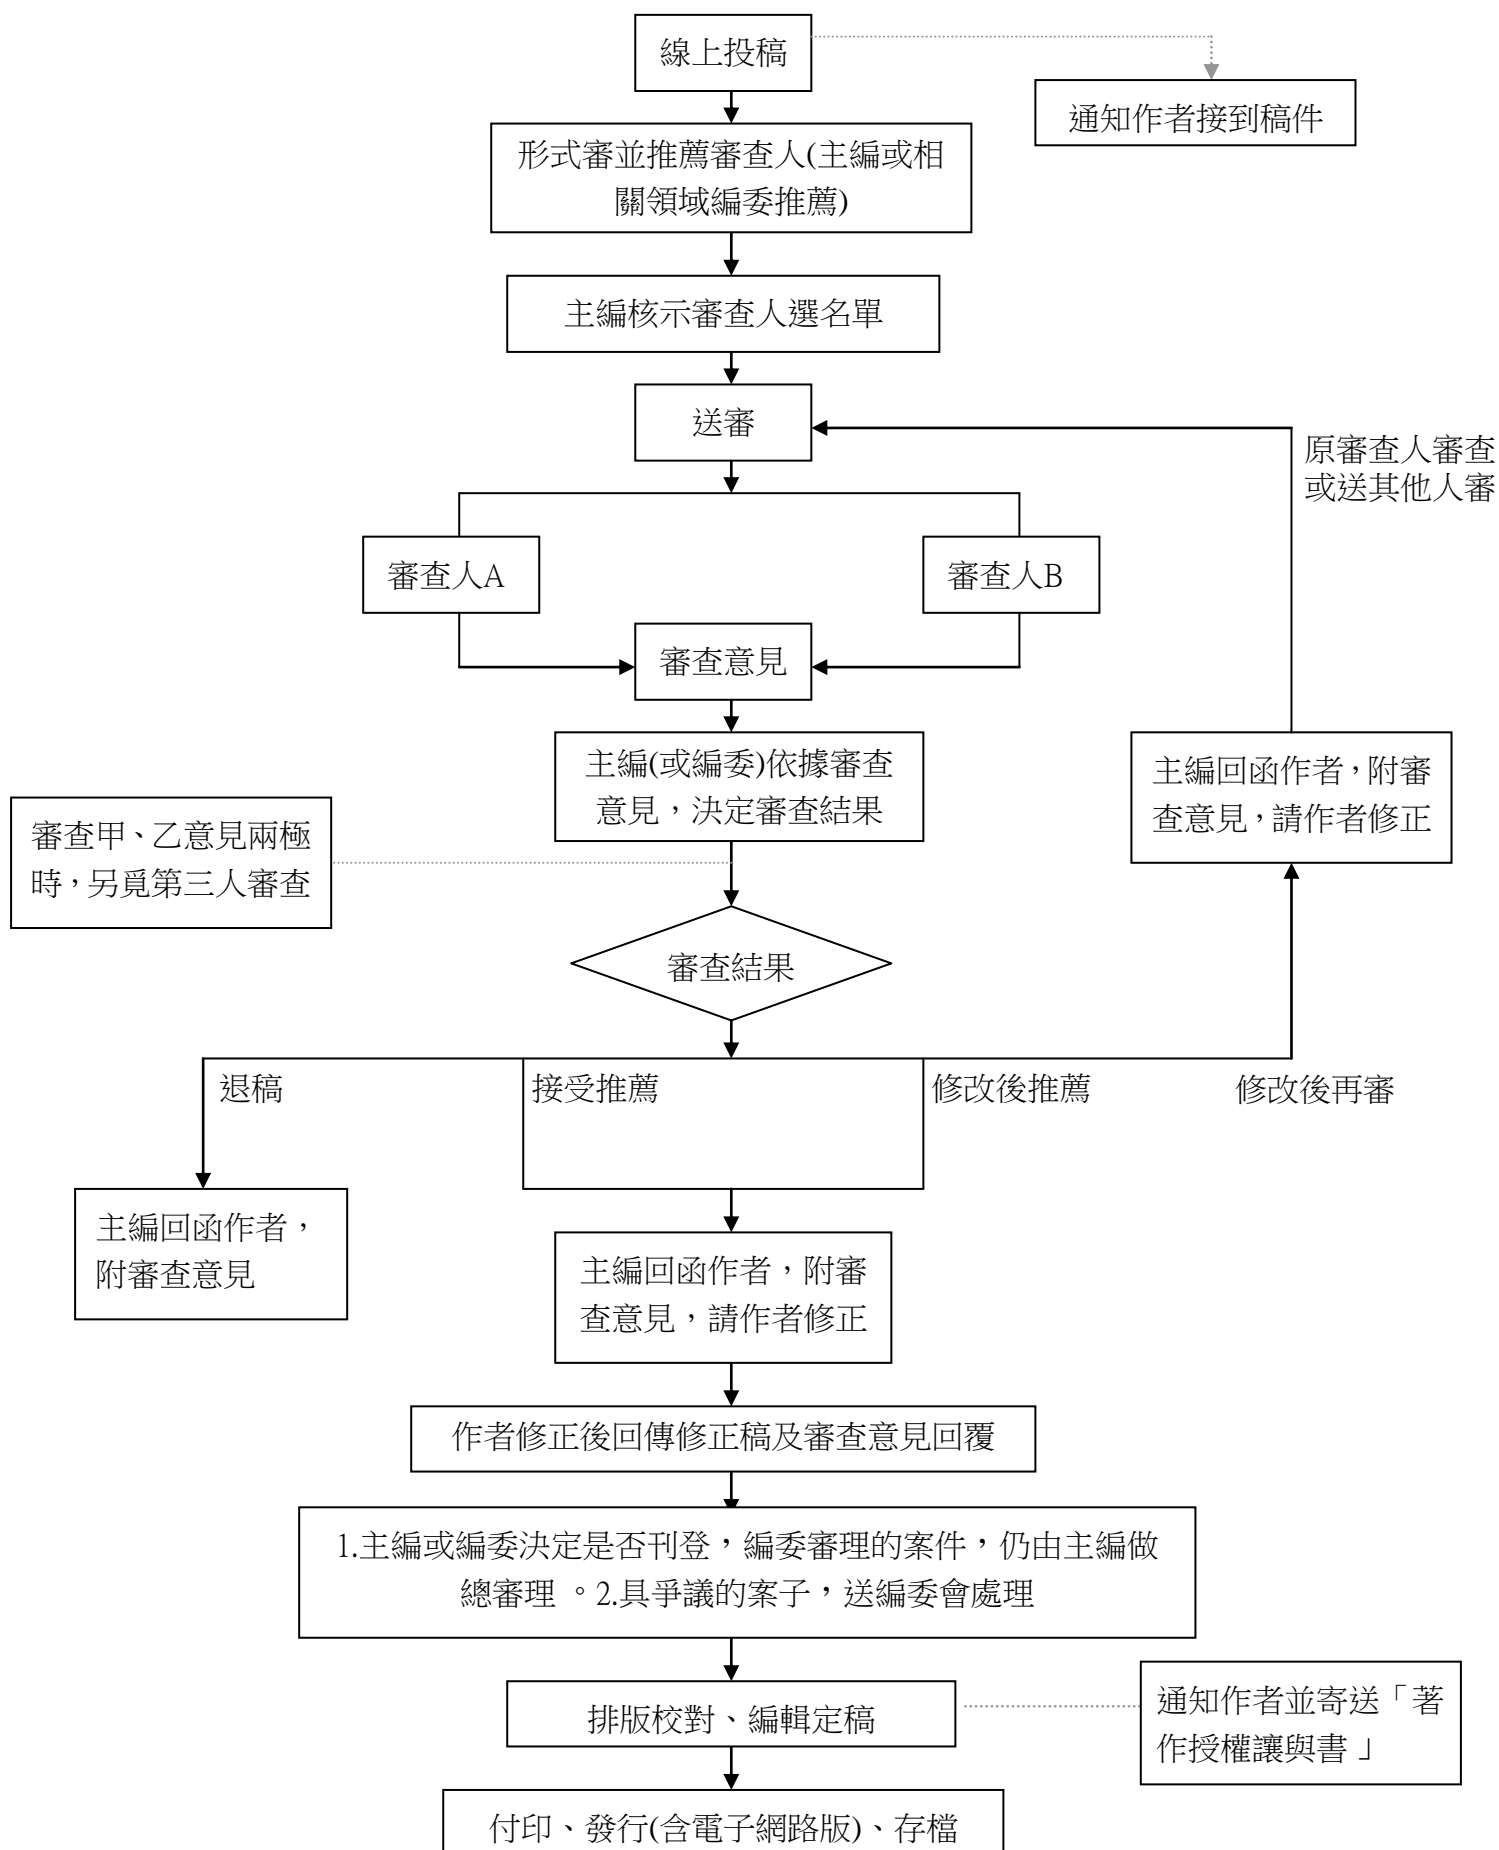 線上投稿
通知作者接到稿件
形式審並推薦審查人(主編或相
關領域編委推薦)
主編核示審查人選名單
送審
原審查人審查
或送其他人審
審查人A
審查人B
審查意見
主編(或編委)依據審查
意見，決定審查結果
主編回函作者，附審
查意見，請作者修正
審查甲、乙意見兩極
時，另覓第三人審查
審查結果
退稿
接受推薦
修改後推薦
修改後再審
主編回函作者，
附審查意見
主編回函作者，附審
查意見，請作者修正
作者修正後回傳修正稿及審查意見回覆
1.主編或編委決定是否刊登，編委審理的案件，仍由主編做
總審理 。2.具爭議的案子，送編委會處理
排版校對、編輯定稿
通知作者並寄送「著
作授權讓與書 」
付印、發行(含電子網路版)、存檔